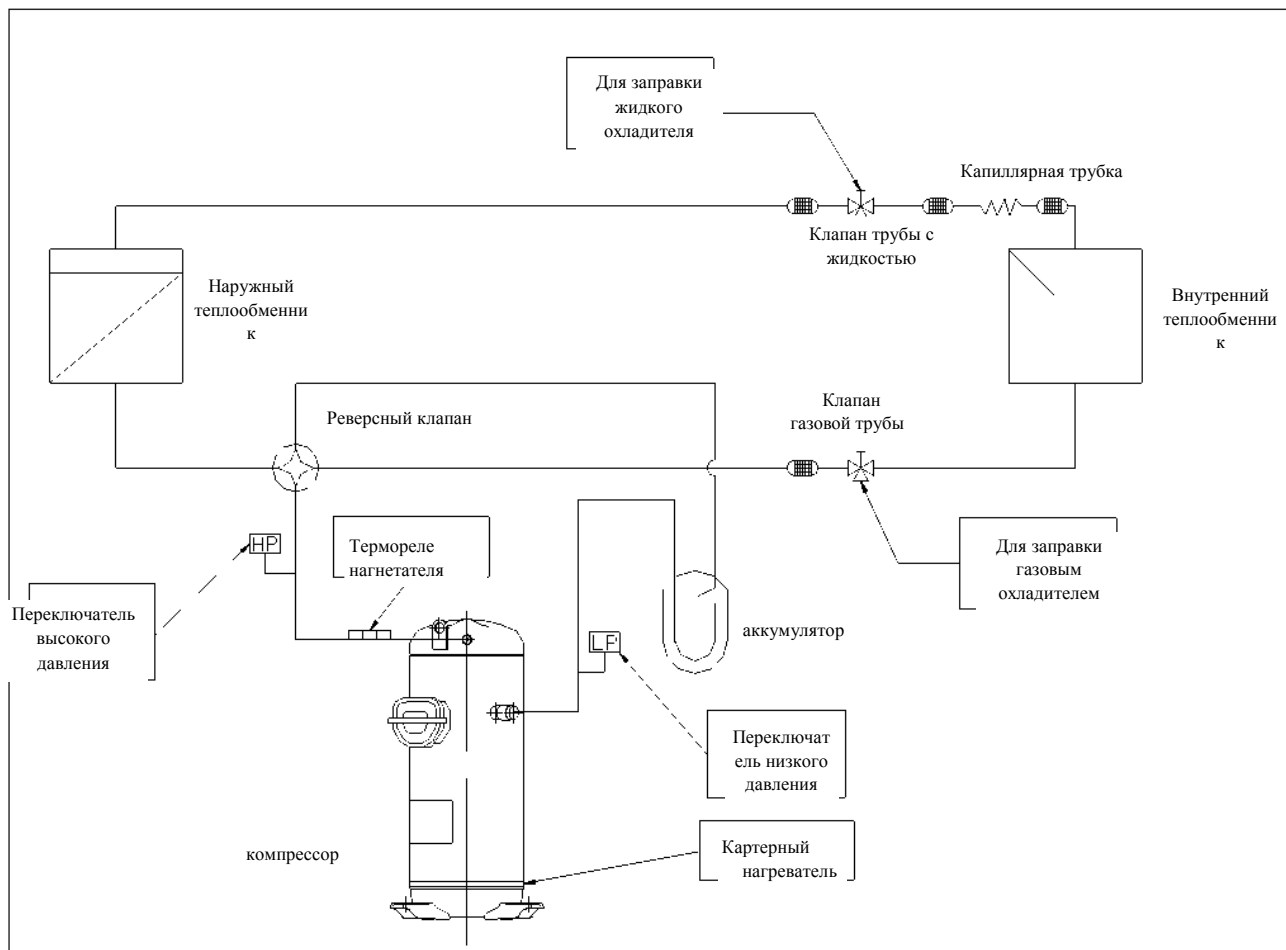 Для заправки
жидкого
охладителя
Капиллярная трубка
Клапан трубы с
жидкостью
Наружный
теплообменни
к
Внутренний
теплообменни
к
Реверсный клапан
Клапан
газовой трубы
HP
Термореле
нагнетателя
Для заправки
газовым
охладителем
Переключатель
высокого
давления
LP
аккумулятор
Переключат
ель низкого
давления
компрессор
Картерный
нагреватель